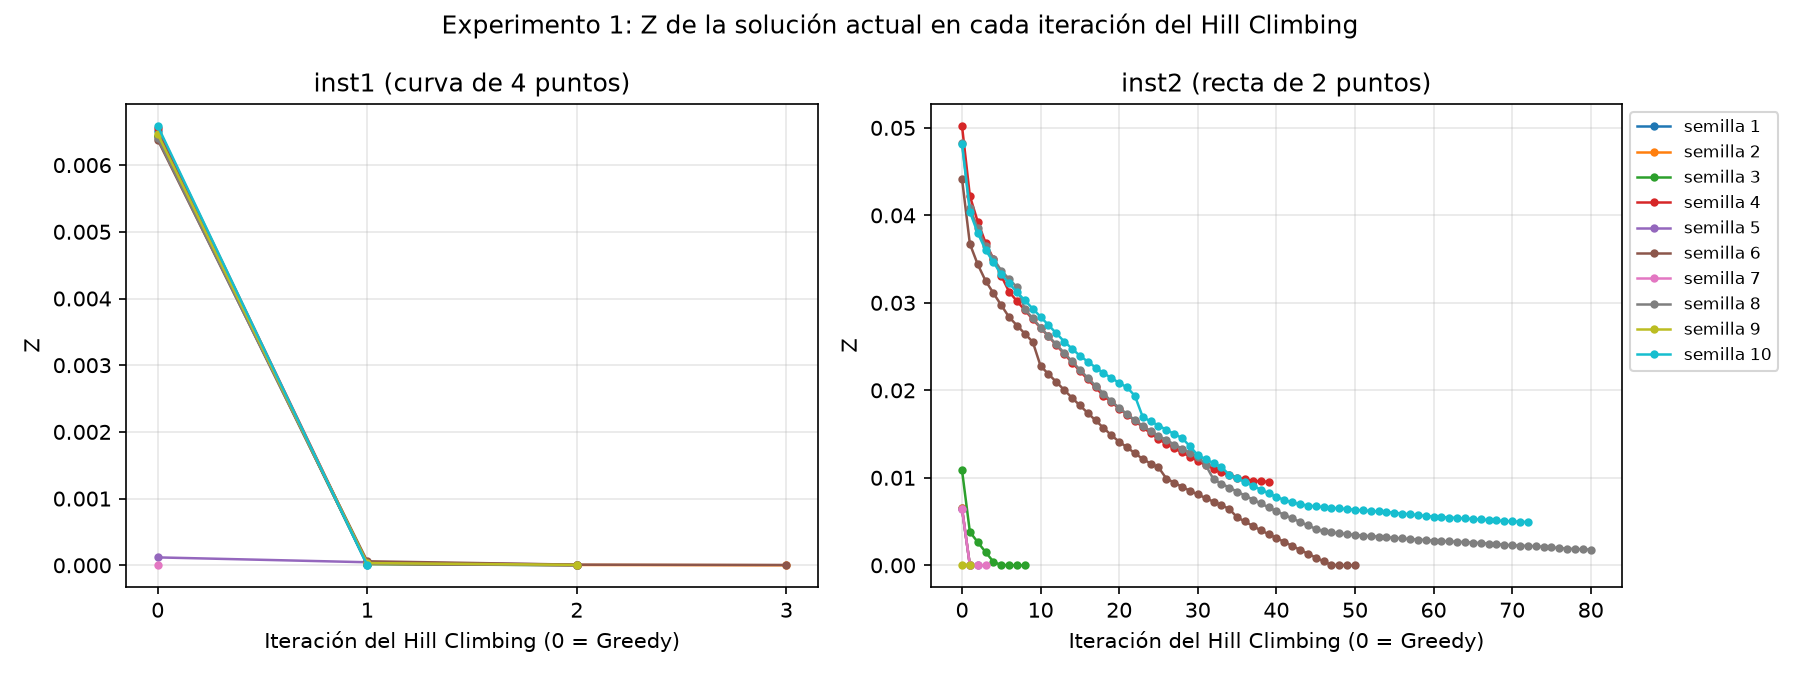 Experimento 1: Z de la solución actual en cada iteración del Hill Climbing
inst1 (curva de 4 puntos)
0.006
0.005
0.004
0.003
0.002
0.001
0.000
Z
0 1 2 3
Iteración del Hill Climbing (0 = Greedy)
inst2 (recta de 2 puntos)
0.05
0.04
0.03
0.02
0.01
0.00
Z
0 10 20 30 40 50 60 70 80
Iteración del Hill Climbing (0 = Greedy)
semilla 1
semilla 2
semilla 3
semilla 4
semilla 5
semilla 6
semilla 7
semilla 8
semilla 9
semilla 10